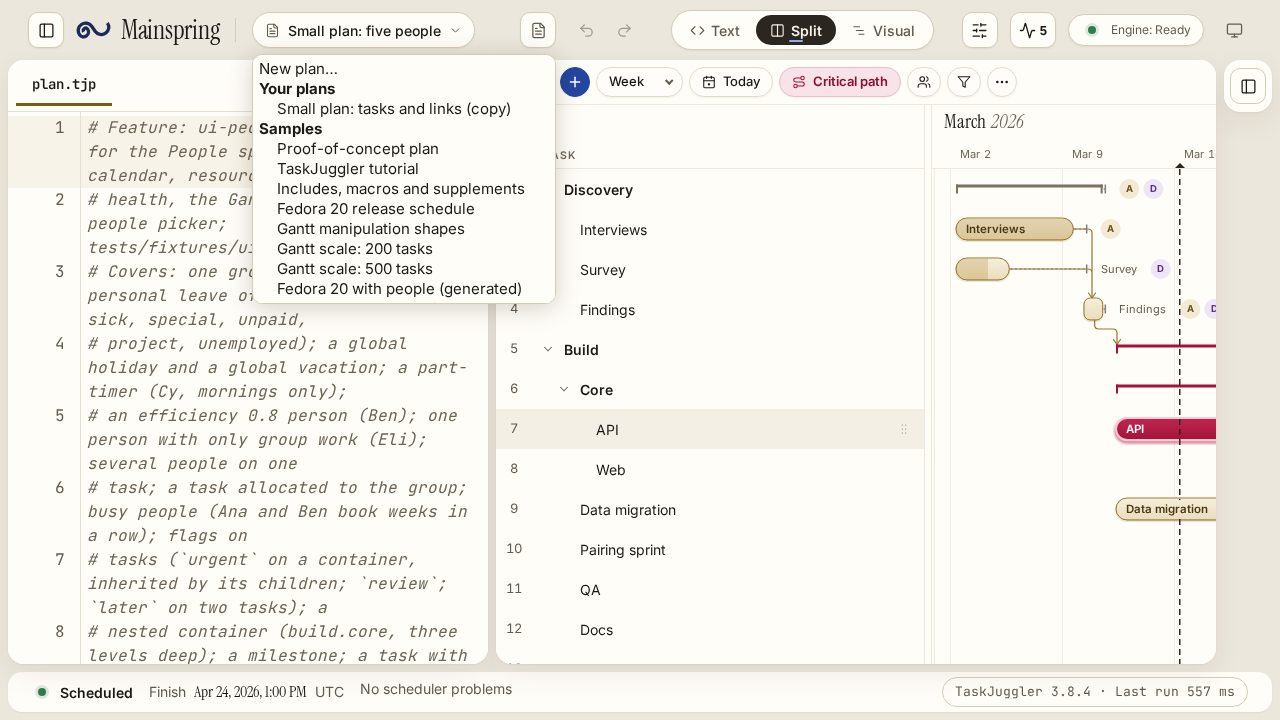 Mainspring
Small plan: five people
Text
Split
Visual
5
Engine: Ready
plan.tjp
New plan…
Your plans
Small plan: tasks and links (copy)
Samples
Proof-of-concept plan
TaskJuggler tutorial
Includes, macros and supplements
Fedora 20 release schedule
Gantt manipulation shapes
Gantt scale: 200 tasks
Gantt scale: 500 tasks
Fedora 20 with people (generated)
Week
Today
Critical path
1 # Feature: ui-
for the People
calendar,
2 # health, the
people picker;
3 # Covers: one
personal leave
sick, special, unpaid,
4 # project, unemployed); a global
holiday and a global vacation; a part-
timer (Cy, mornings only);
5 # an efficiency 0.8 person (Ben); one
person with only group work (Eli);
several people on one
6 # task; a task allocated to the group;
busy people (Ana and Ben book weeks in
a row); flags on
7 # tasks (`urgent` on a container,
inherited by its children; `review`;
`later` on two tasks); a
8 # nested container (build.core, three
levels deep); a milestone; a task with
March 2026
Mar 2
Mar 9
Discovery
Interviews
Survey
4 Findings
5 Build
6 Core
7 API
8 Web
9 Data migration
10 Pairing sprint
11 QA
12 Docs
A D
Interviews A
Survey D
Findings A D
API
Data migration
Scheduled
Finish Apr 24, 2026, 1:00 PM UTC
No scheduler problems
TaskJuggler 3.8.4 · Last run 557 ms